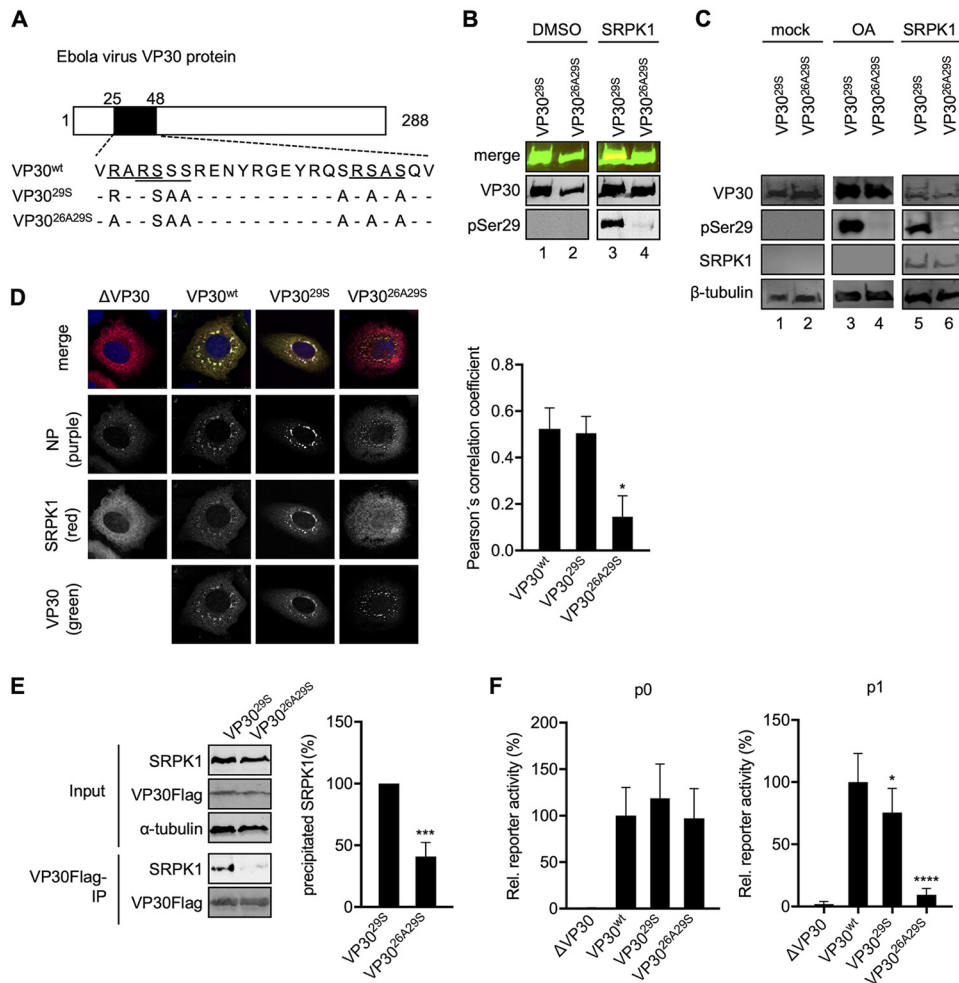 A
Ebola virus VP30 protein
25 48
1 288
VP30wt VRARSSSSRENYRGEYRQSRSASQV
VP3029S R - - SAA - - - - - - - - - - - - A - A - A - -
VP3026A29S A - - SAA - - - - - - - - - - - - A - A - A - -
B
DMSO SRPK1
VP3029S VP3026A29S VP3029S VP3026A29S
merge
VP30
pSer29
1 2 3 4
C
mock OA SRPK1
VP3029S VP3026A29S VP3029S VP3026A29S VP3029S VP3026A29S
VP30
pSer29
SRPK1
β-tubulin
1 2 3 4 5 6
D
ΔVP30 VP30wt VP3029S VP3026A29S
merge
NP
(purple)
SRPK1
(red)
VP30
(green)
Pearson´s correlation coefficient
0.8
0.6
0.4
0.2
0.0
*
VP30wt VP3029S VP3026A29S
E
VP3029S VP3026A29S
Input
SRPK1
VP30Flag
α-tubulin
VP30Flag-
IP
SRPK1
VP30Flag
precipitated SRPK1(%)
150
100
50
0
***
VP3029S VP3026A29S
F
p0
Rel. reporter activity (%)
200
150
100
50
0
ΔVP30 VP30wt VP3029S VP3026A29S
p1
Rel. reporter activity (%)
150
100
50
0
*
****
ΔVP30 VP30wt VP3029S VP3026A29S